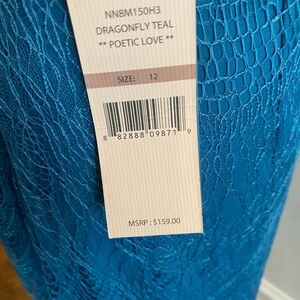 NN8M150H3
DRAGONFLY TEAL
** POETIC LOVE **
SIZE: 12
8 82888 09871 9
MSRP : $159.00